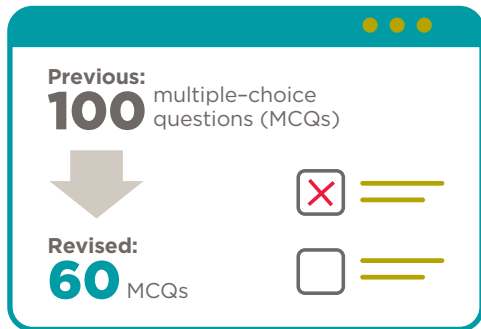 Previous:
100 multiple–choice
questions (MCQs)
Revised:
60 MCQs